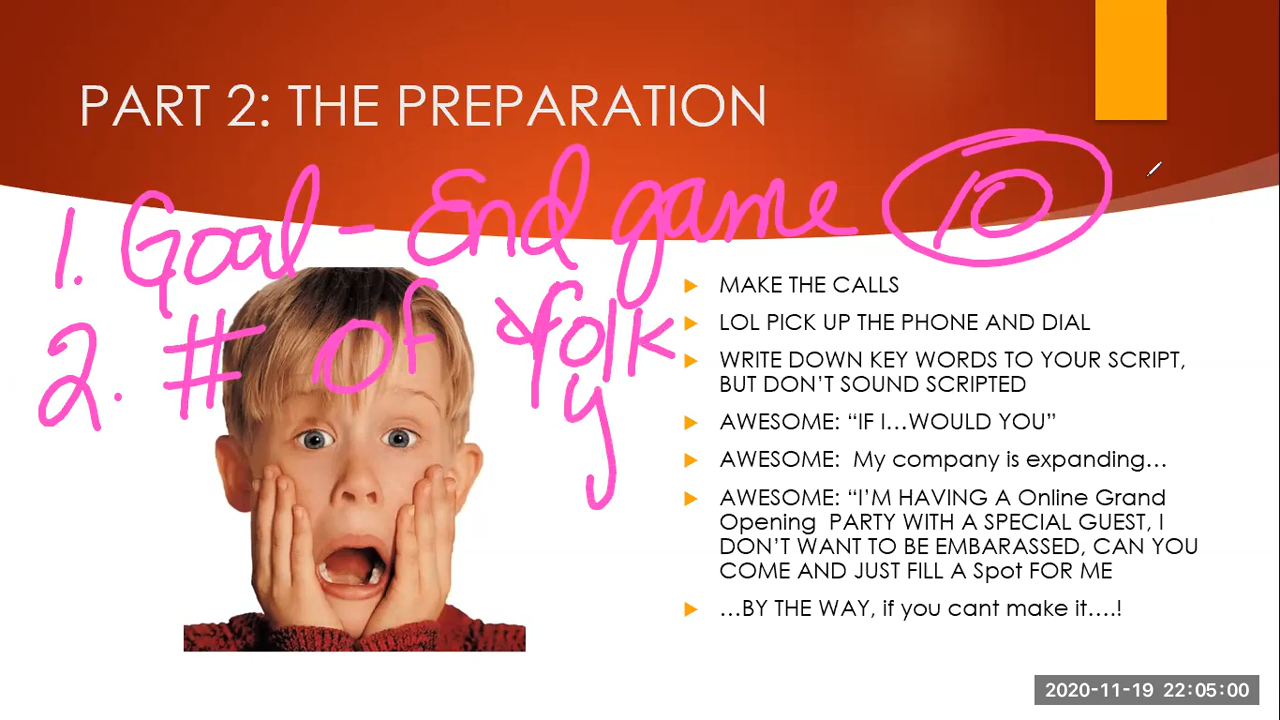 PART 2: THE PREPARATION
1. Goal - End game 10
2. # of folk
y
MAKE THE CALLS
LOL PICK UP THE PHONE AND DIAL
WRITE DOWN KEY WORDS TO YOUR SCRIPT,
BUT DON'T SOUND SCRIPTED
AWESOME: “IF I...WOULD YOU”
AWESOME:  My company is expanding...
AWESOME: “I'M HAVING A Online Grand
Opening  PARTY WITH A SPECIAL GUEST, I
DON'T WANT TO BE EMBARASSED, CAN YOU
COME AND JUST FILL A Spot FOR ME
...BY THE WAY, if you cant make it....!
2020-11-19 22:05:00